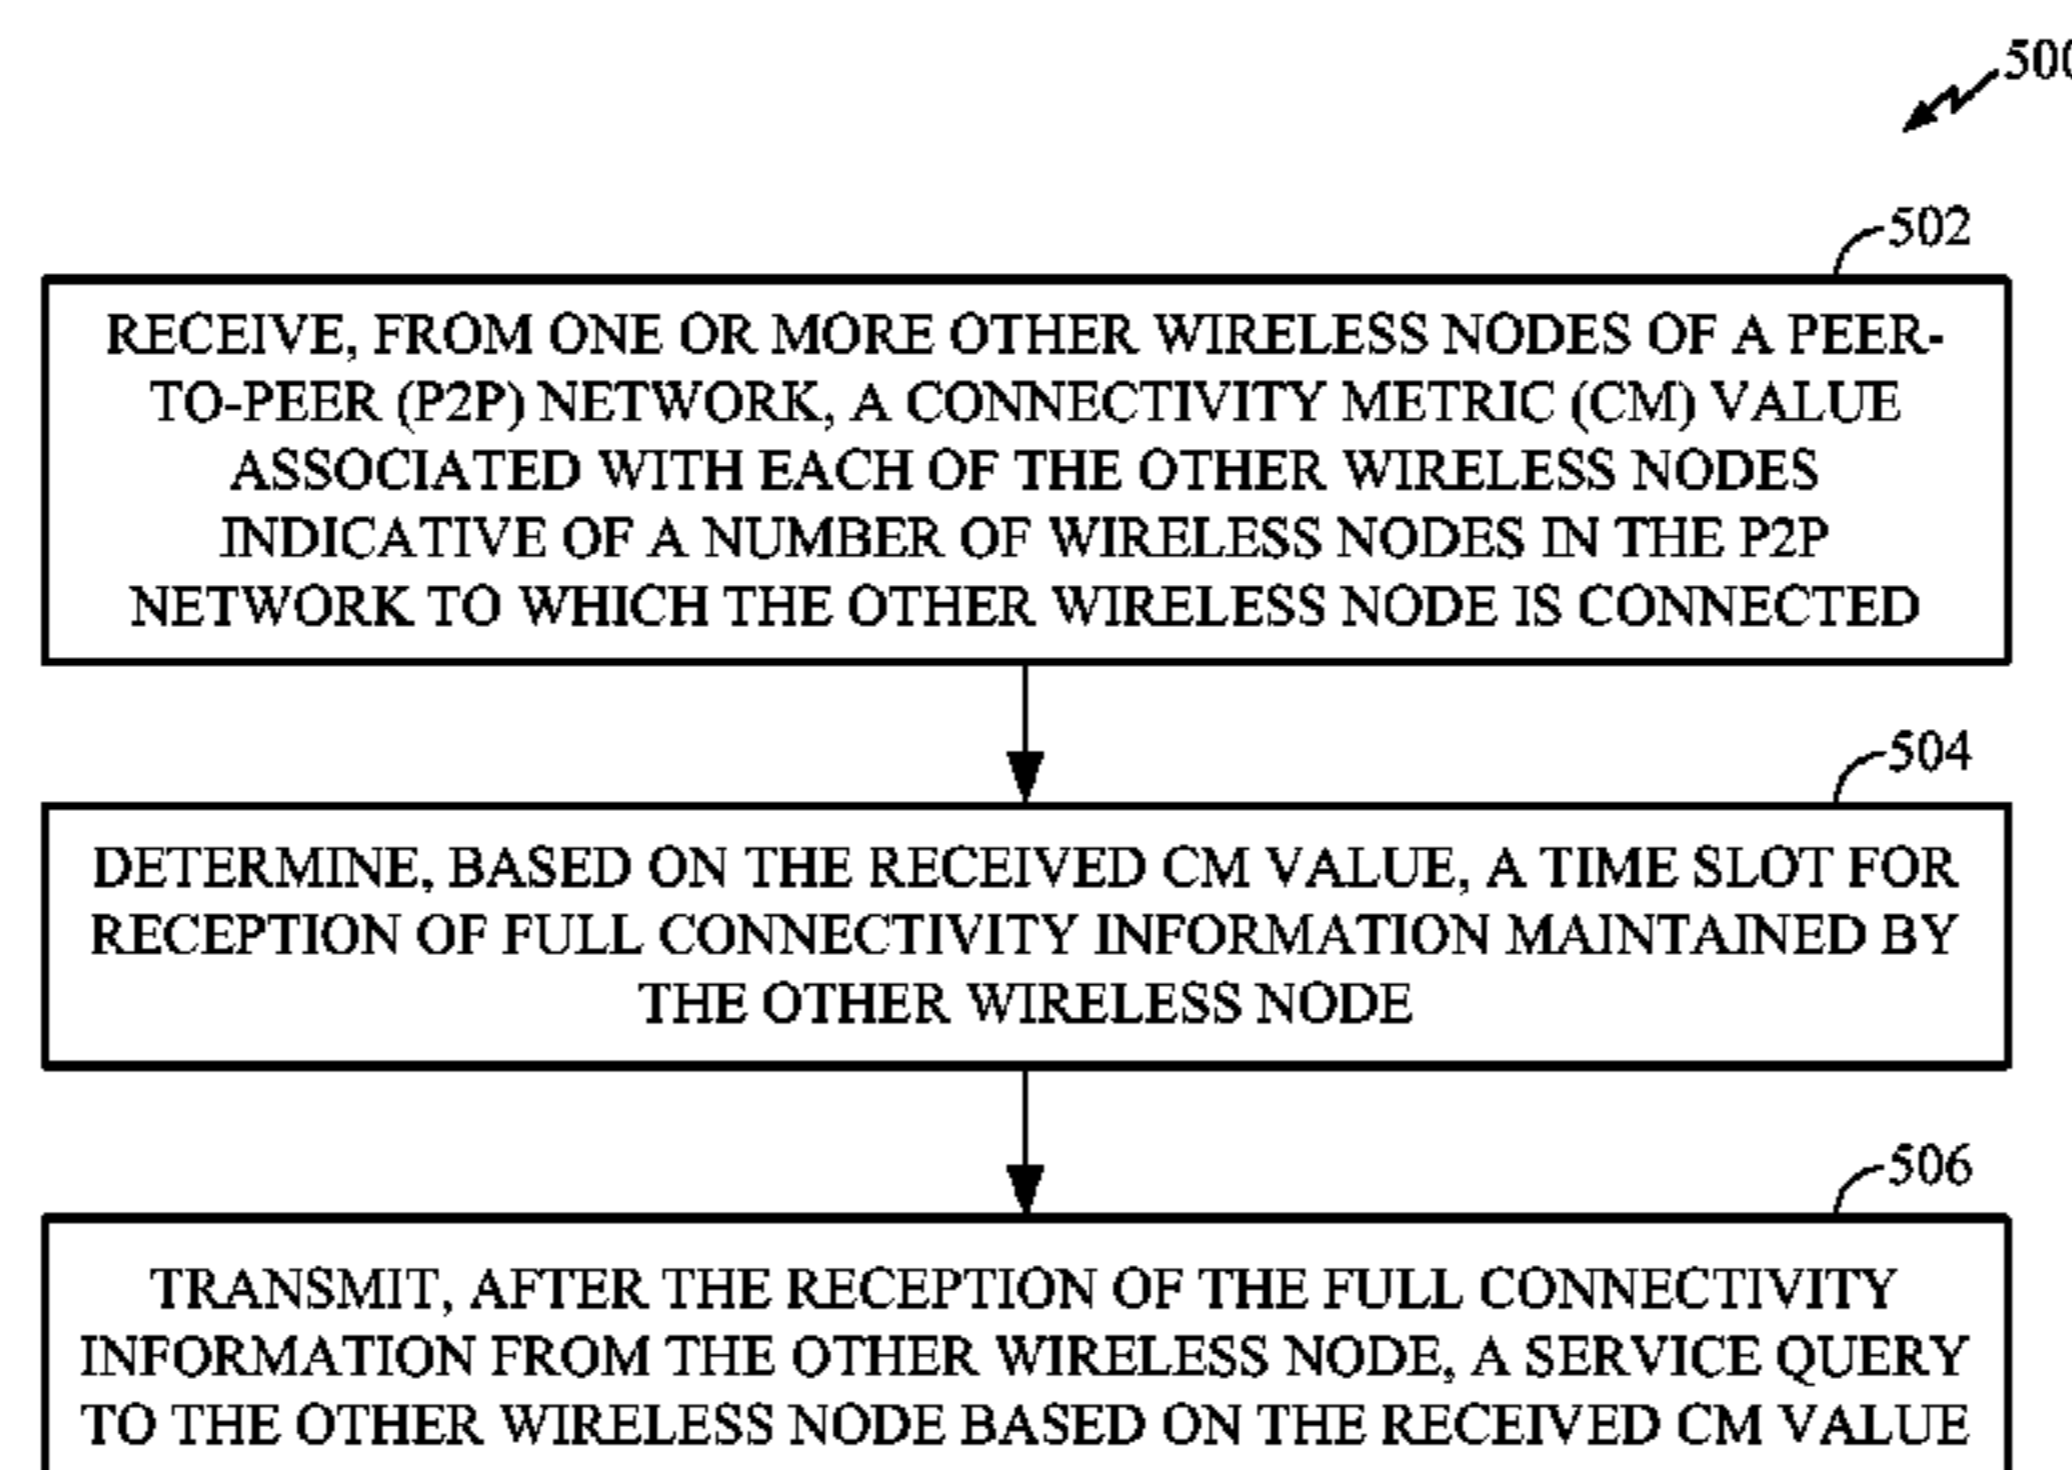 500
502
RECEIVE, FROM ONE OR MORE OTHER WIRELESS NODES OF A PEER-
TO-PEER (P2P) NETWORK, A CONNECTIVITY METRIC (CM) VALUE
ASSOCIATED WITH EACH OF THE OTHER WIRELESS NODES
INDICATIVE OF A NUMBER OF WIRELESS NODES IN THE P2P
NETWORK TO WHICH THE OTHER WIRELESS NODE IS CONNECTED
504
DETERMINE, BASED ON THE RECEIVED CM VALUE, A TIME SLOT FOR
RECEPTION OF FULL CONNECTIVITY INFORMATION MAINTAINED BY
THE OTHER WIRELESS NODE
506
TRANSMIT, AFTER THE RECEPTION OF THE FULL CONNECTIVITY
INFORMATION FROM THE OTHER WIRELESS NODE, A SERVICE QUERY
TO THE OTHER WIRELESS NODE BASED ON THE RECEIVED CM VALUE